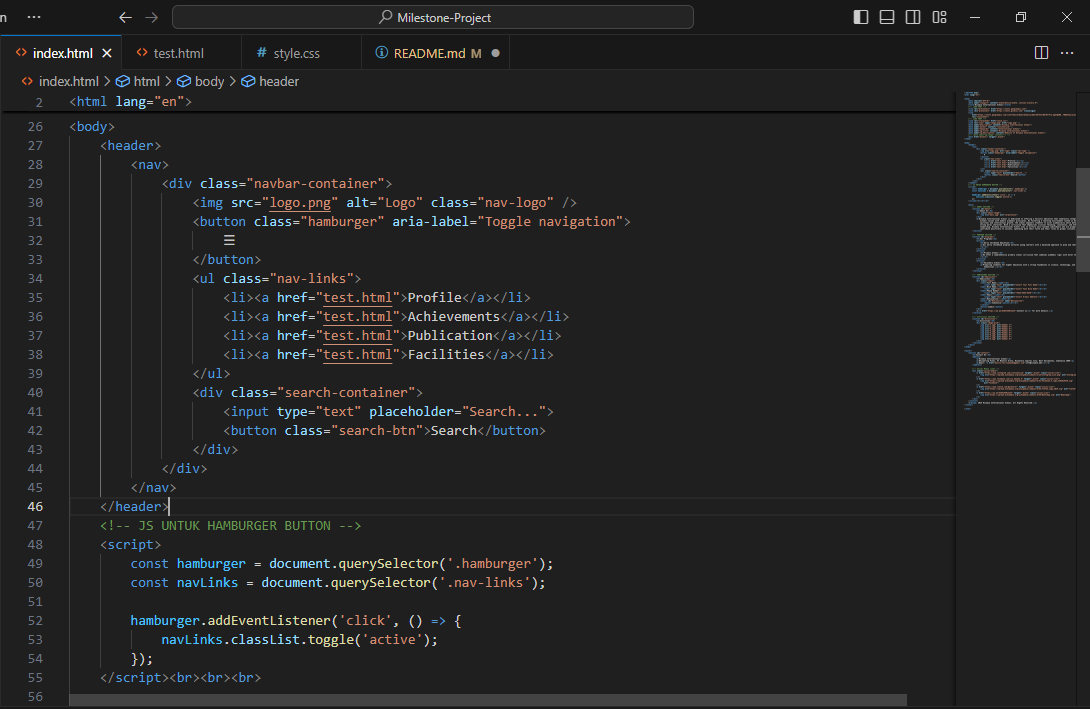 n ··· ← → Milestone-Project
<> index.html × <> test.html # style.css ⓘ README.md M ● ···
<> index.html > html > body > header
2 <html lang="en">
26 <body>
27 <header>
28 <nav>
29 <div class="navbar-container">
30 <img src="logo.png" alt="Logo" class="nav-logo" />
31 <button class="hamburger" aria-label="Toggle navigation">
32 ☰
33 </button>
34 <ul class="nav-links">
35 <li><a href="test.html">Profile</a></li>
36 <li><a href="test.html">Achievements</a></li>
37 <li><a href="test.html">Publication</a></li>
38 <li><a href="test.html">Facilities</a></li>
39 </ul>
40 <div class="search-container">
41 <input type="text" placeholder="Search...">
42 <button class="search-btn">Search</button>
43 </div>
44 </div>
45 </nav>
46 </header>
47 <!-- JS UNTUK HAMBURGER BUTTON -->
48 <script>
49 const hamburger = document.querySelector('.hamburger');
50 const navLinks = document.querySelector('.nav-links');
51
52 hamburger.addEventListener('click', () => {
53 navLinks.classList.toggle('active');
54 });
55 </script><br><br><br>
56